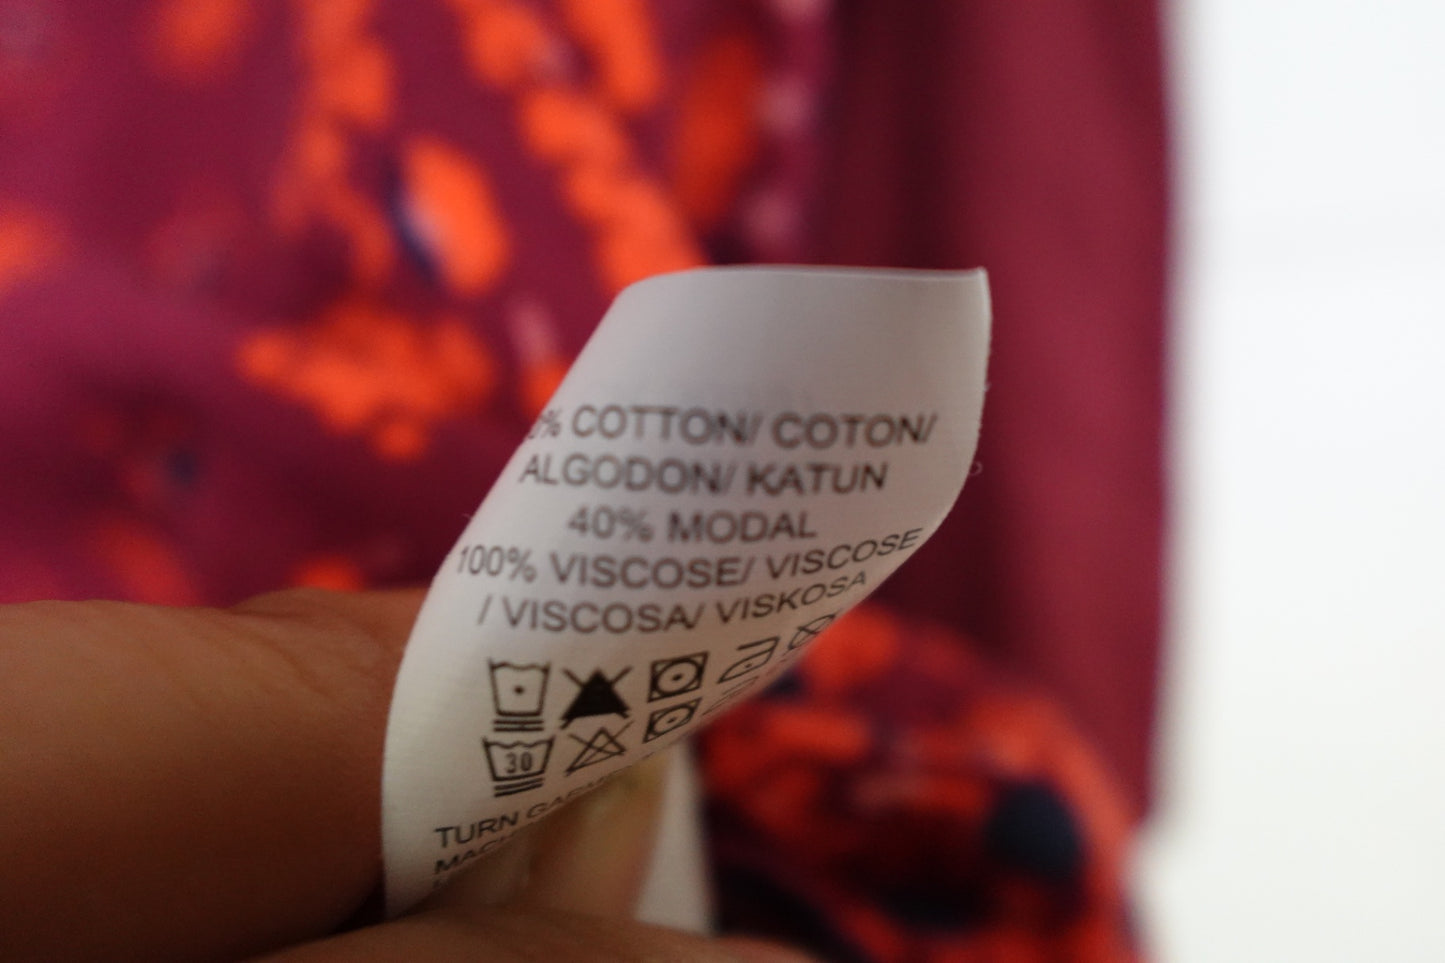 % COTTON/ COTON/
ALGODON/ KATUN
40% MODAL
100% VISCOSE/ VISCOSE
/ VISCOSA/ VISKOSA
30
TURN